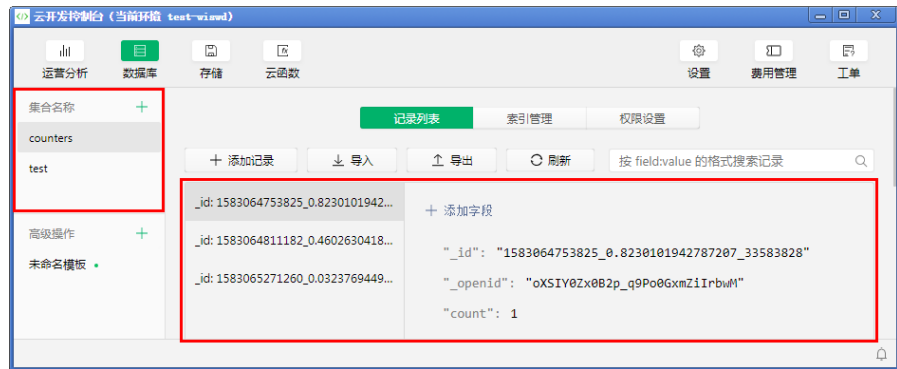 云开发控制台（当前环境 test-wiswd）
运营分析 数据库 存储 云函数 设置 费用管理 工单
集合名称
counters
test
高级操作
未命名模板
记录列表 索引管理 权限设置
添加记录 导入 导出 刷新 按 field:value 的格式搜索记录
_id: 1583064753825_0.8230101942...
_id: 1583064811182_0.4602630418...
_id: 1583065271260_0.0323769449...
+ 添加字段
"_id": "1583064753825_0.8230101942787207_33583828"
"_openid": "oXSIY0Zx0B2p_q9Po0GxmZiIrbwM"
"count": 1